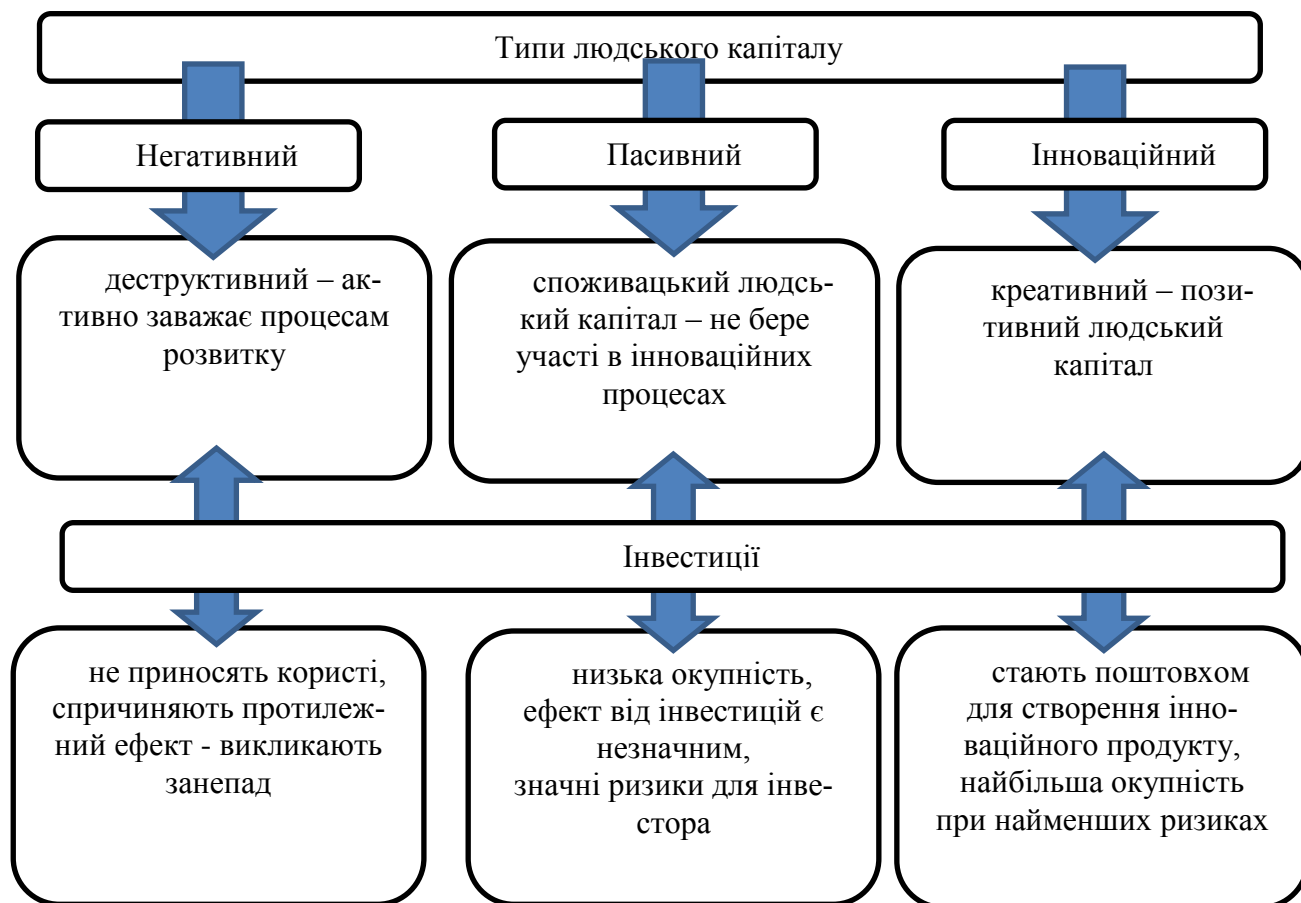 Типи людського капіталу
Негативний
Пасивний
Інноваційний
деструктивний – ак-
тивно заважає процесам
розвитку
споживацький людсь-
кий капітал – не бере
участі в інноваційних
процесах
креативний – пози-
тивний людський
капітал
Інвестиції
не приносять користі,
спричиняють протилеж-
ний ефект - викликають
занепад
низька окупність,
ефект від інвестицій є
незначним,
значні ризики для інве-
стора
стають поштовхом
для створення інно-
ваційного продукту,
найбільша окупність
при найменших ризиках